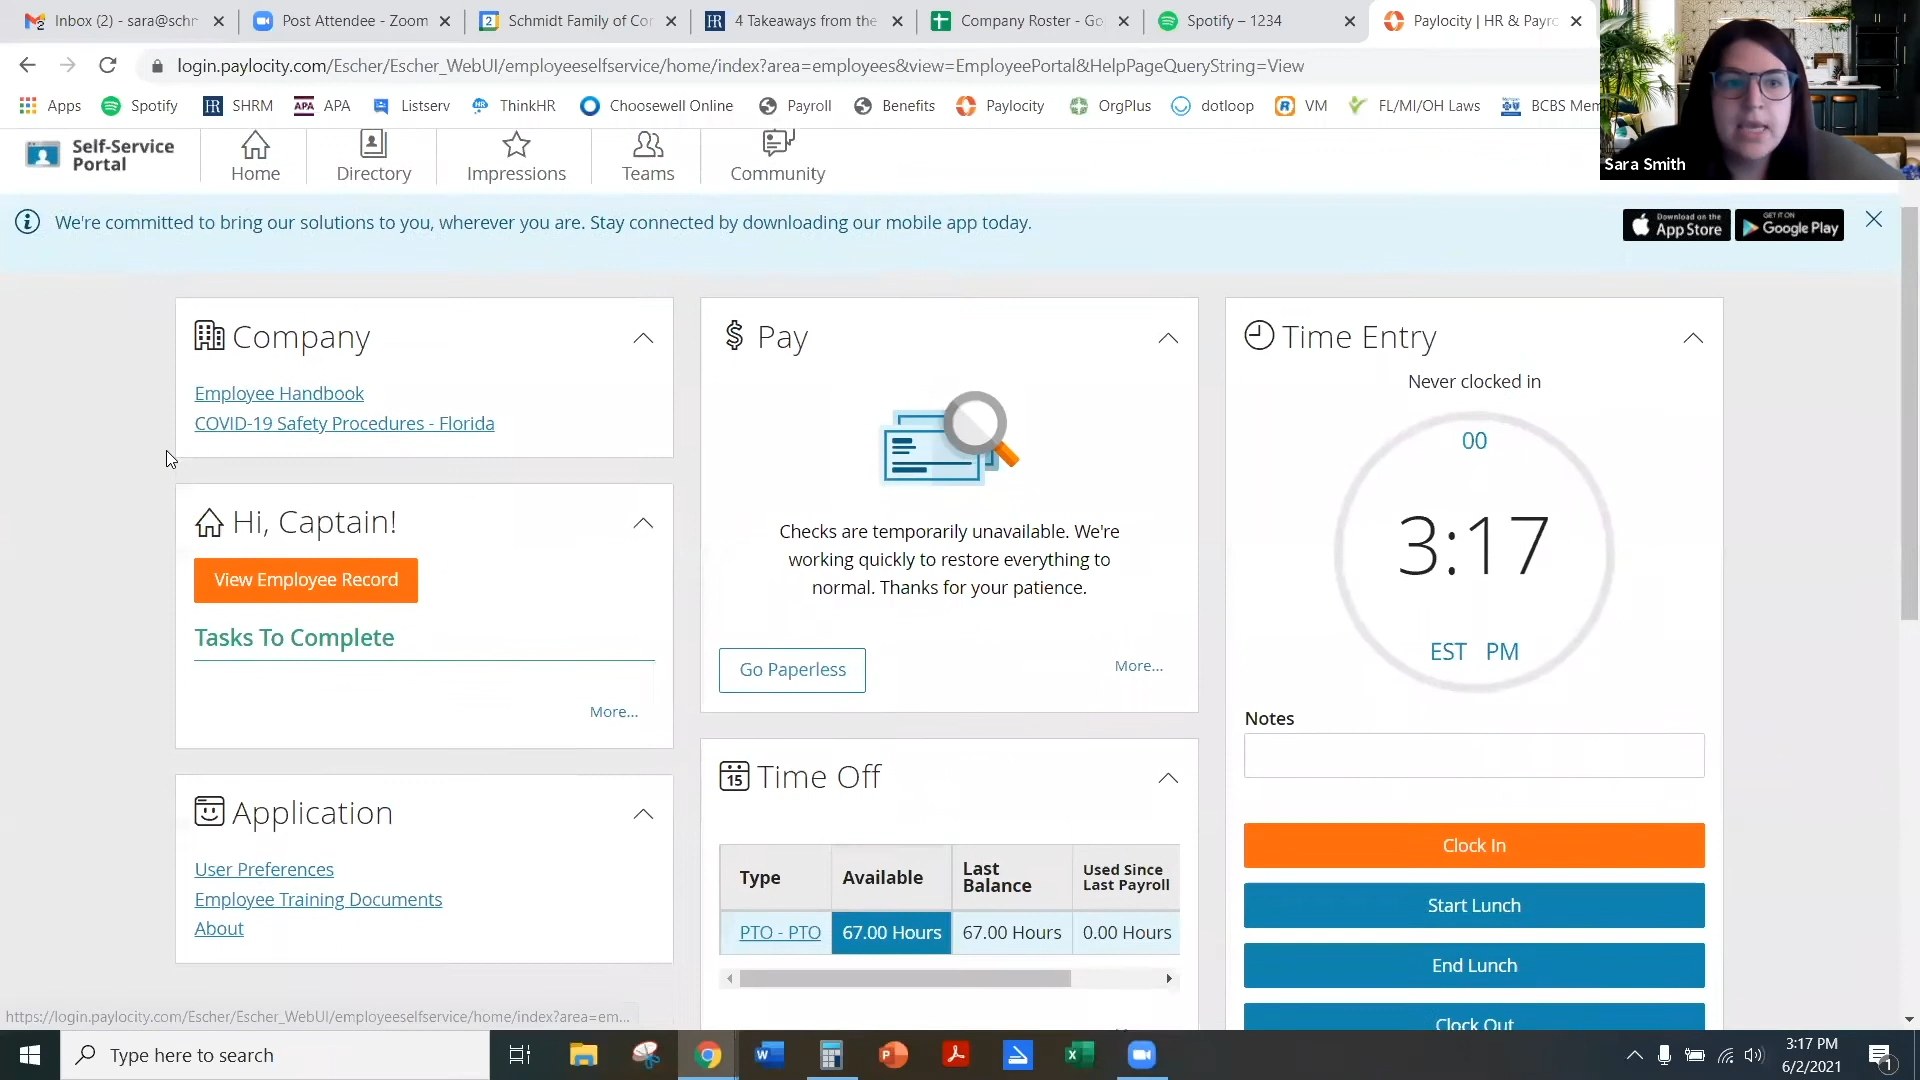 Inbox (2) - sara@schm
Post Attendee - Zoom
Schmidt Family of Cor
4 Takeaways from the
Company Roster - Go
Spotify – 1234
Paylocity | HR & Payro
login.paylocity.com/Escher/Escher_WebUI/employeeselfservice/home/index?area=employees&view=EmployeePortal&HelpPageQueryString=View
Apps
Spotify
SHRM
APA
Listserv
ThinkHR
Choosewell Online
Payroll
Benefits
Paylocity
OrgPlus
dotloop
VM
FL/MI/OH Laws
BCBS Mem
Sara Smith
Self-Service
Portal
Home
Directory
Impressions
Teams
Community
We're committed to bring our solutions to you, wherever you are. Stay connected by downloading our mobile app today.
Download on the
App Store
GET IT ON
Google Play
Company
Employee Handbook
COVID-19 Safety Procedures - Florida
Hi, Captain!
View Employee Record
Tasks To Complete
More...
Application
User Preferences
Employee Training Documents
About
$ Pay
Checks are temporarily unavailable. We're
working quickly to restore everything to
normal. Thanks for your patience.
Go Paperless
More...
15
Time Off
Type
Available
Last
Balance
Used Since
Last Payroll
PTO - PTO
67.00 Hours
67.00 Hours
0.00 Hours
Time Entry
Never clocked in
00
3:17
EST PM
Notes
Clock In
Start Lunch
End Lunch
Clock Out
https://login.paylocity.com/Escher/Escher_WebUI/employeeselfservice/home/index?area=em...
Type here to search
3:17 PM
6/2/2021
1